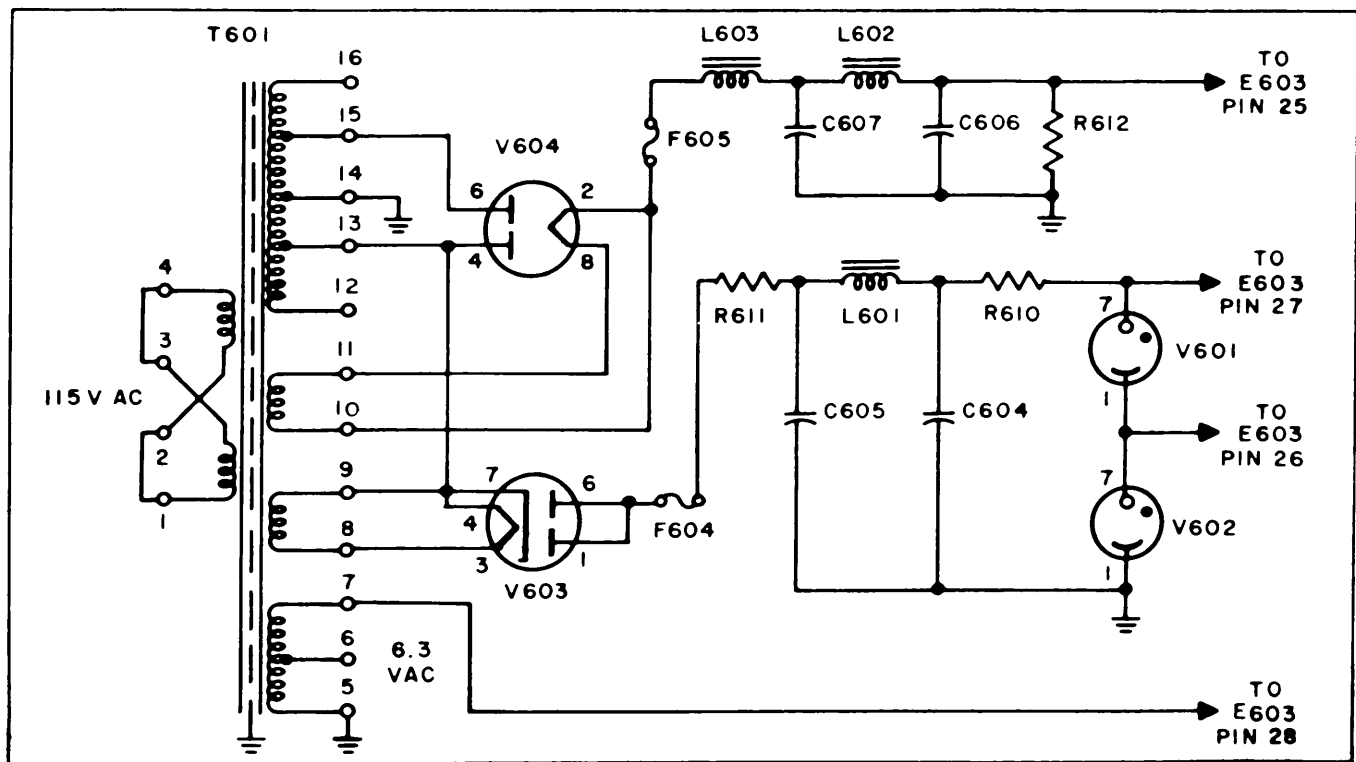 T601
L603
L602
TO
E603
PIN 25
16
15
14
13
12
11
10
9
8
7
6
5
4
3
2
1
115 V AC
6.3
VAC
V604
6
2
4
8
F605
C607
C606
R612
TO
E603
PIN 27
R611
L601
R610
7
V601
1
C605
C604
TO
E603
PIN 26
7
V602
1
7
6
4
3
1
V603
F604
TO
E603
PIN 28